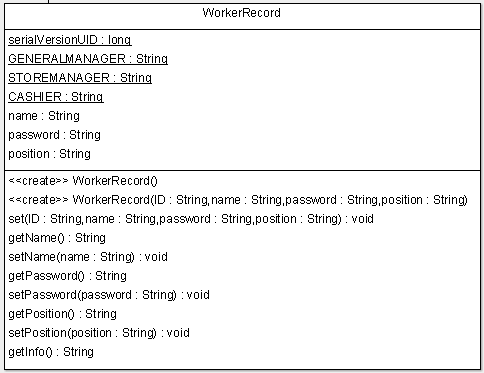 WorkerRecord
serialVersionUID : long
GENERALMANAGER : String
STOREMANAGER : String
CASHIER : String
name : String
password : String
position : String
<<create>> WorkerRecord()
<<create>> WorkerRecord(ID : String,name : String,password : String,position : String)
set(ID : String,name : String,password : String,position : String) : void
getName() : String
setName(name : String) : void
getPassword() : String
setPassword(password : String) : void
getPosition() : String
setPosition(position : String) : void
getInfo() : String